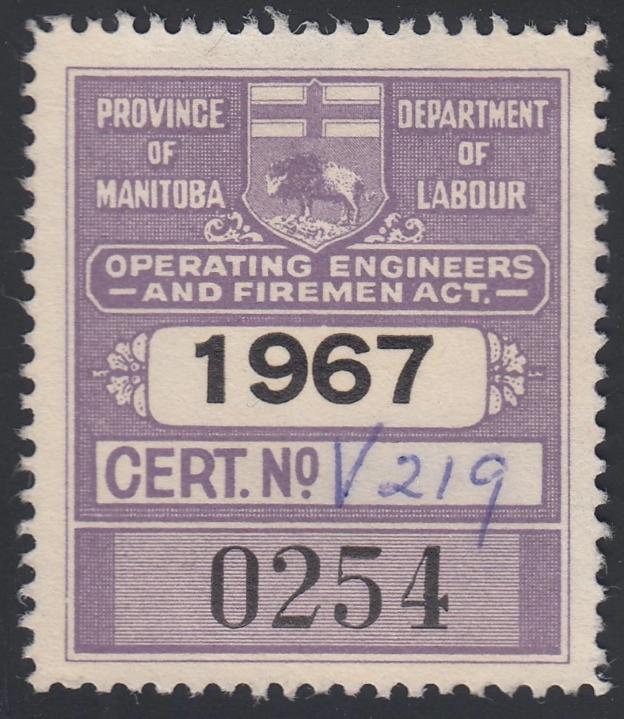 PROVINCE
OF
MANITOBA
DEPARTMENT
OF
LABOUR
OPERATING ENGINEERS
—AND FIREMEN ACT.—
1967
CERT. Nº V219
0254